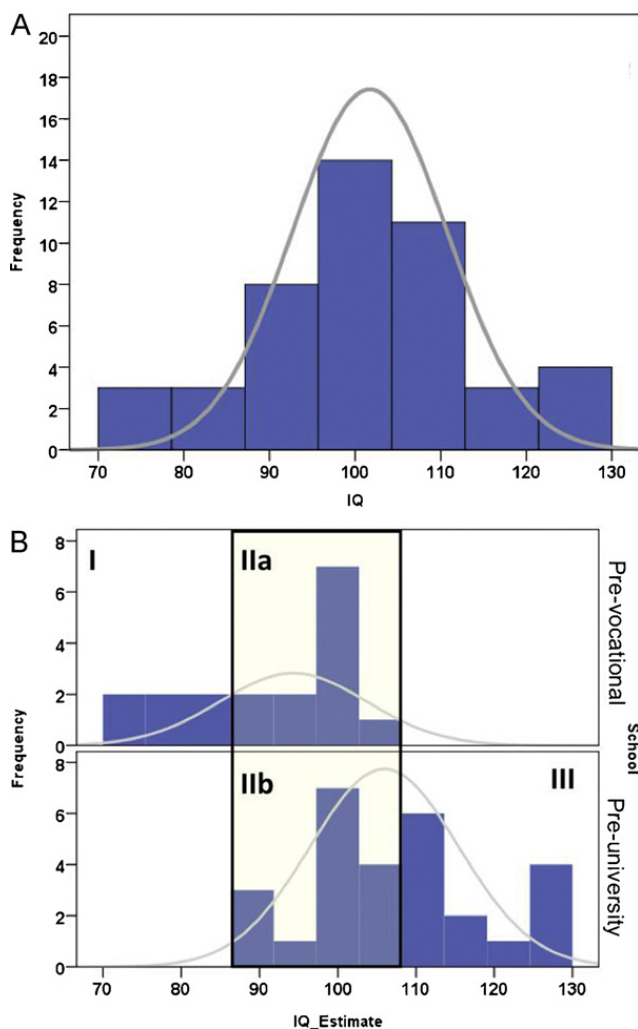 A
20
18
16
14
12
10
8
6
4
2
0
Frequency
70 80 90 100 110 120 130
IQ
B
I IIa
8
6
4
2
0
Pre-vocational
Frequency
School
IIb III
8
6
4
2
0
Pre-university
70 80 90 100 110 120 130
IQ_Estimate